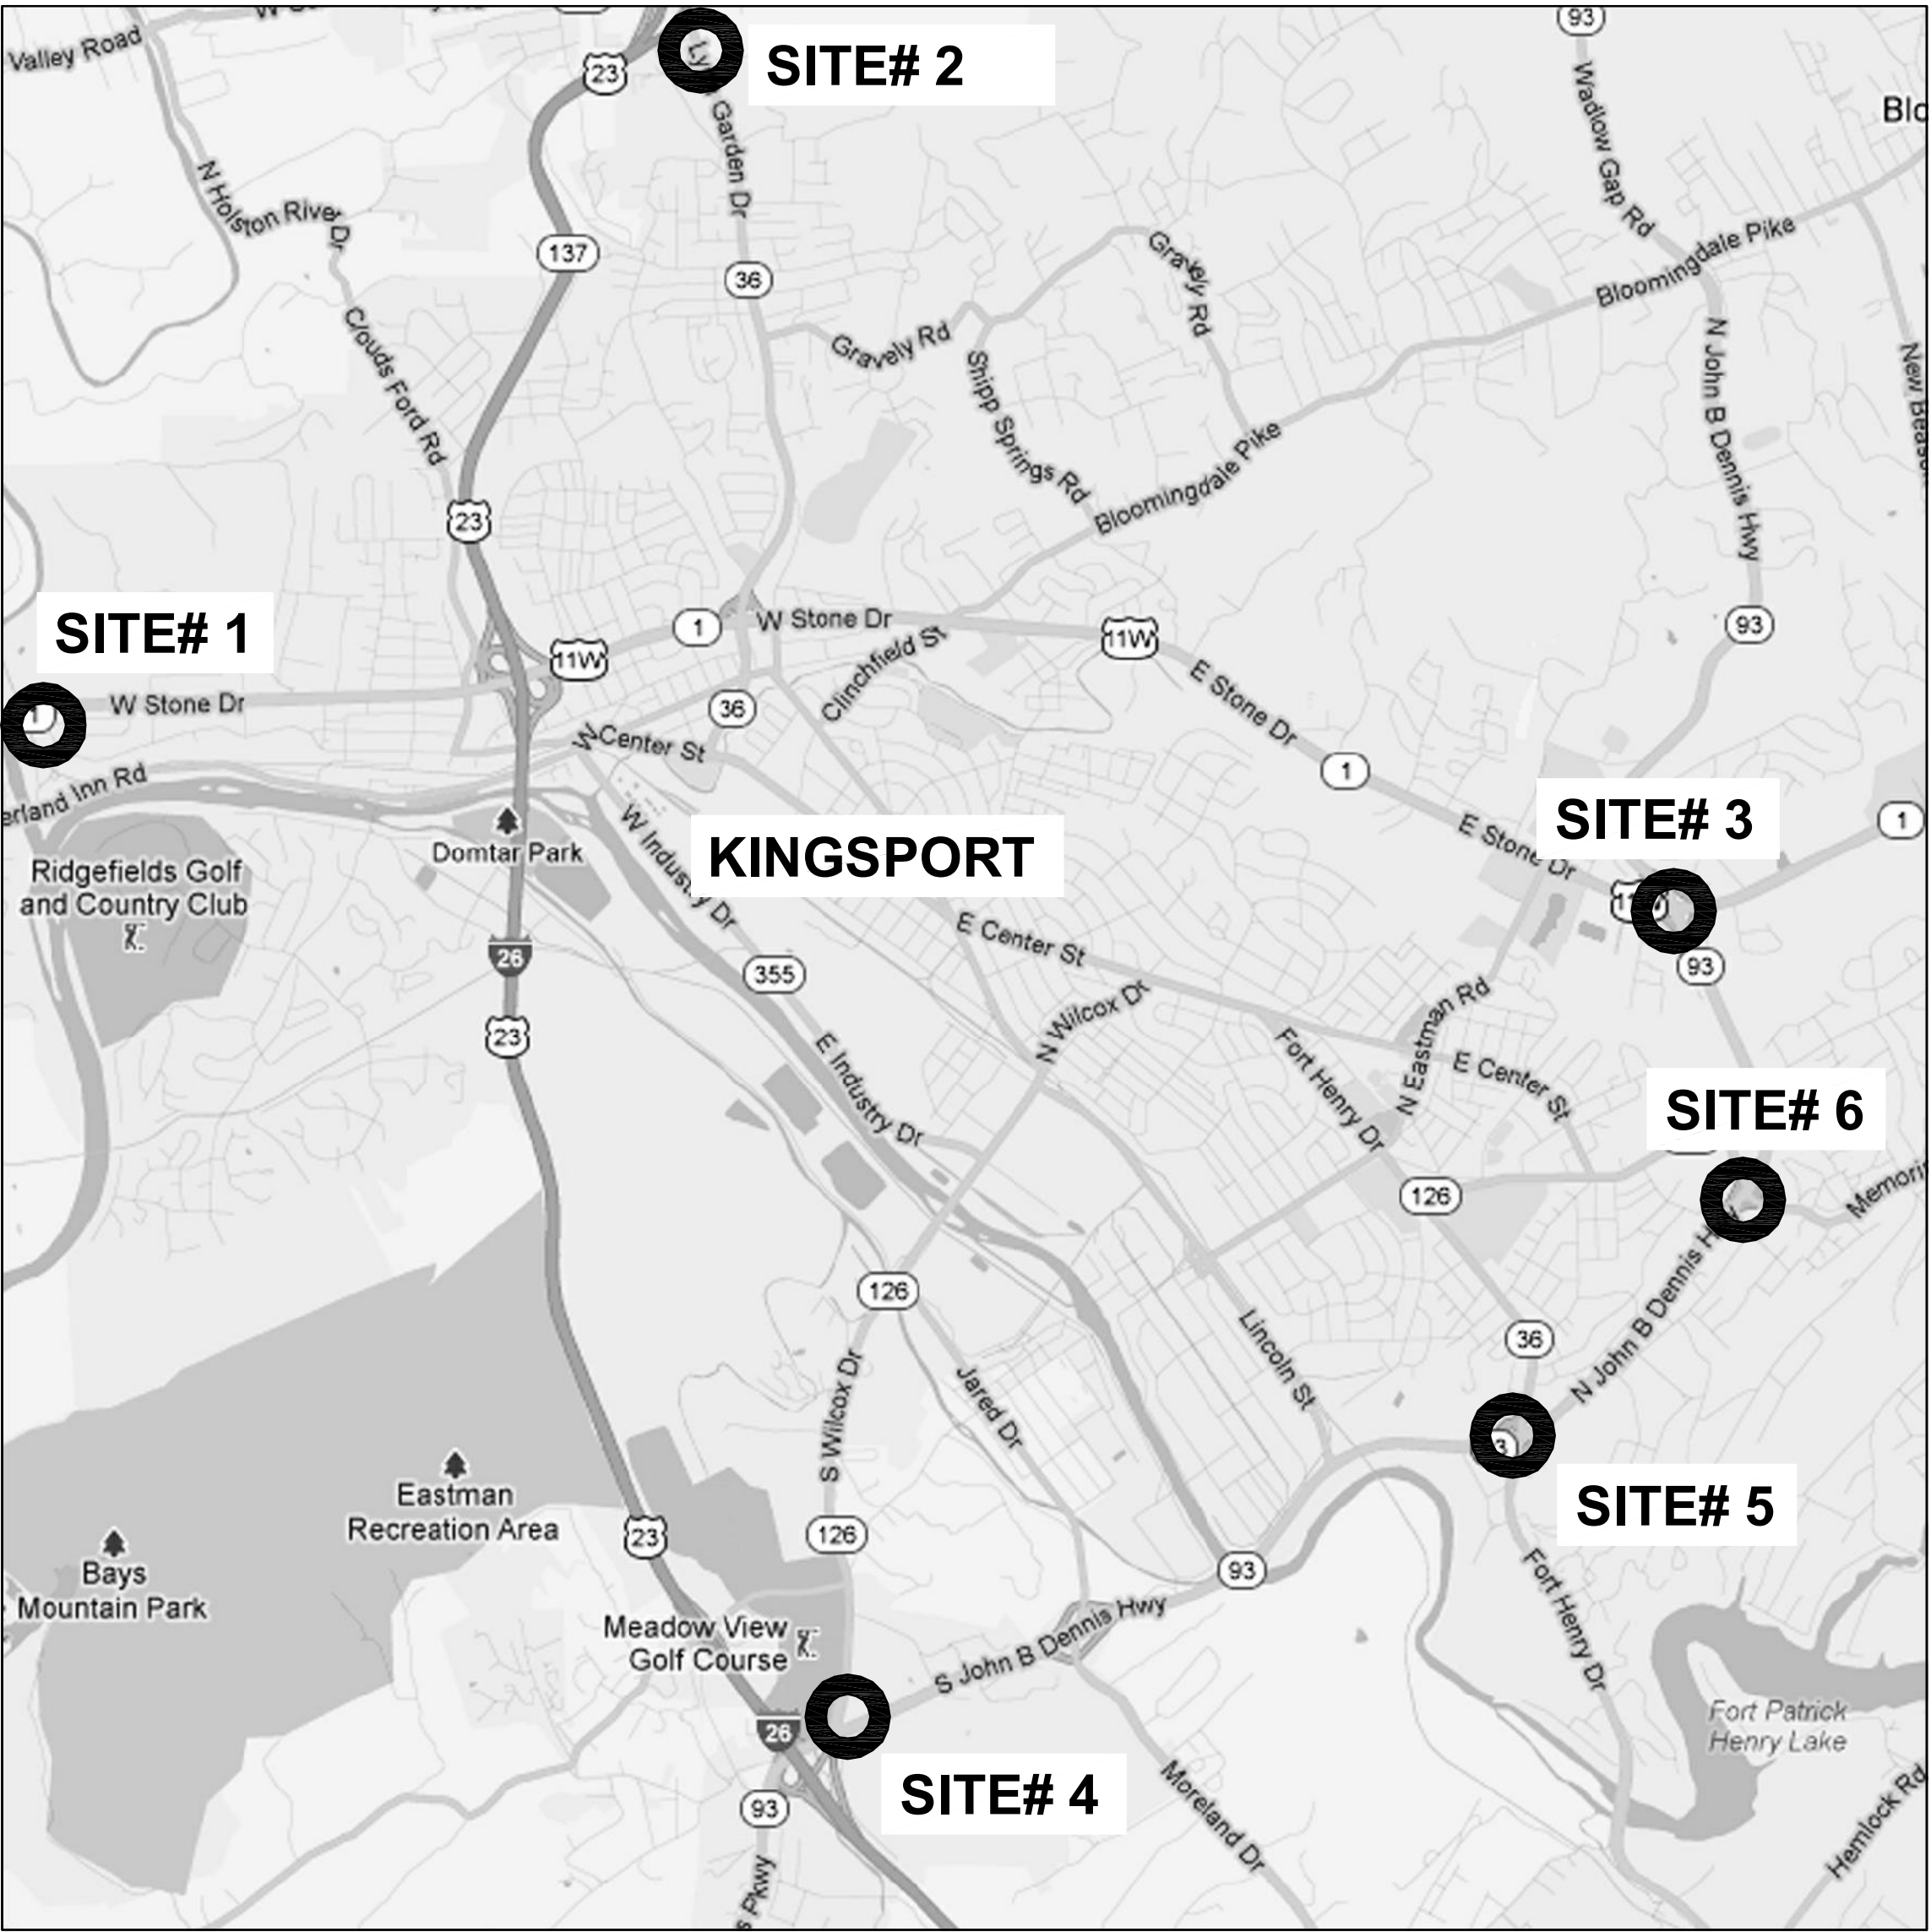 93
SITE# 2
Valley Road
23
Garden Dr
Wadlow Gap Rd
N Holston River Dr
137
36
Bloomingdale Pike
Gravely Rd
Gravely Rd
Clouds Ford Rd
Shipp Springs Rd
N John B Dennis Hwy
Bloomingdale Pike
23
SITE# 1
1
W Stone Dr
11W
11W
93
Clinchfield St
E Stone Dr
W Stone Dr
36
W Center St
1
erland Inn Rd
SITE# 3
1
W Industry Dr
Domtar Park
KINGSPORT
E Stone Dr
Ridgefields Golf
and Country Club
26
E Center St
93
355
23
N Wilcox Dr
N Eastman Rd
E Industry Dr
Fort Henry Dr
E Center St
SITE# 6
126
126
Lincoln St
36
N John B Dennis
S Wilcox Dr
Jared Dr
Eastman
Recreation Area
SITE# 5
23
126
93
Bays
Mountain Park
Fort Henry Dr
Meadow View
Golf Course
S John B Dennis Hwy
Fort Patrick
Henry Lake
26
SITE# 4
93
Moreland Dr
Hemlock Rd
Pkwy